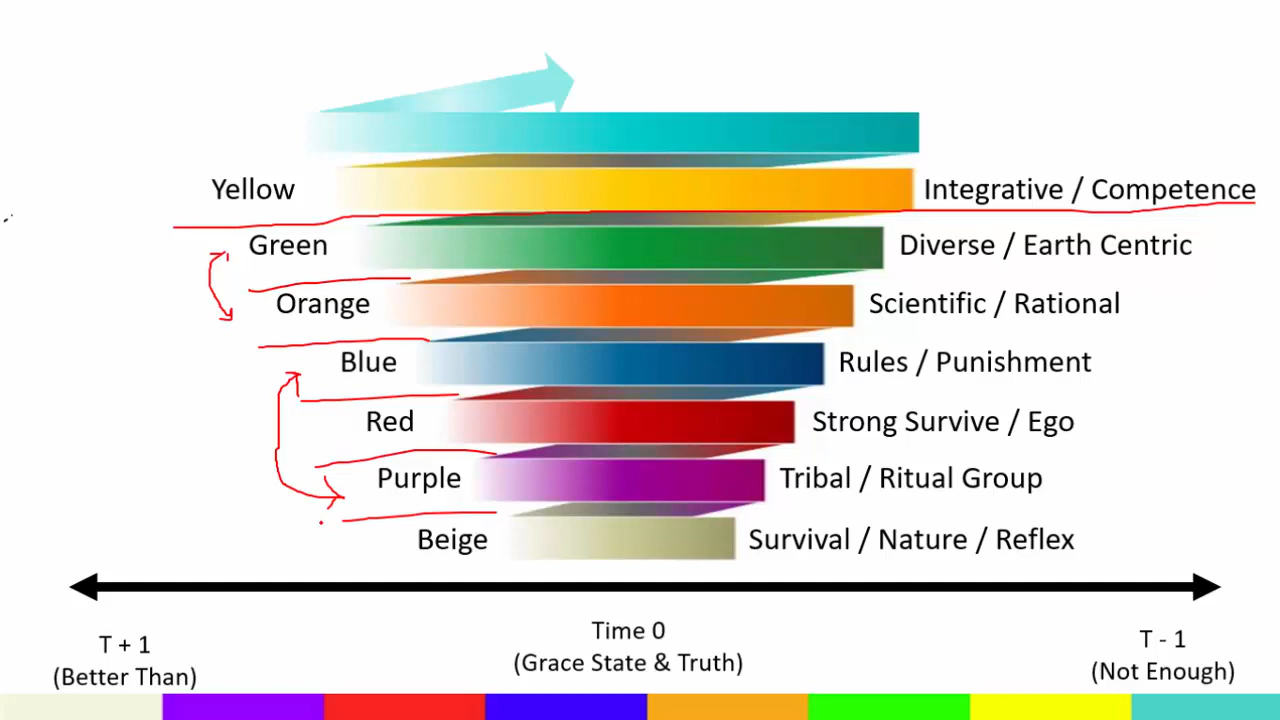 Yellow Integrative / Competence
Green Diverse / Earth Centric
Orange Scientific / Rational
Blue Rules / Punishment
Red Strong Survive / Ego
Purple Tribal / Ritual Group
Beige Survival / Nature / Reflex
T + 1 Time 0 T - 1
(Better Than) (Grace State & Truth) (Not Enough)